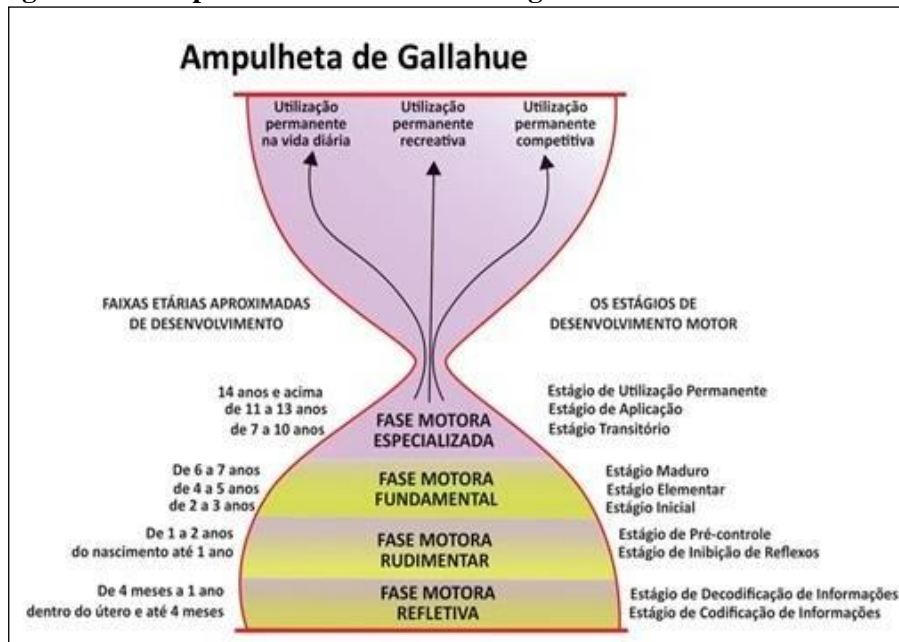 Ampulheta de Gallahue
Utilização
permanente
na vida diária
Utilização
permanente
recreativa
Utilização
permanente
competitiva
FAIXAS ETÁRIAS APROXIMADAS
DE DESENVOLVIMENTO
OS ESTÁGIOS DE
DESENVOLVIMENTO MOTOR
14 anos e acima
de 11 a 13 anos
de 7 a 10 anos
FASE MOTORA
ESPECIALIZADA
Estágio de Utilização Permanente
Estágio de Aplicação
Estágio Transitório
De 6 a 7 anos
de 4 a 5 anos
de 2 a 3 anos
FASE MOTORA
FUNDAMENTAL
Estágio Maduro
Estágio Elementar
Estágio Inicial
De 1 a 2 anos
do nascimento até 1 ano
FASE MOTORA
RUDIMENTAR
Estágio de Pré-controle
Estágio de Inibição de Reflexos
De 4 meses a 1 ano
dentro do útero e até 4 meses
FASE MOTORA
REFLETIVA
Estágio de Decodificação de Informações
Estágio de Codificação de Informações